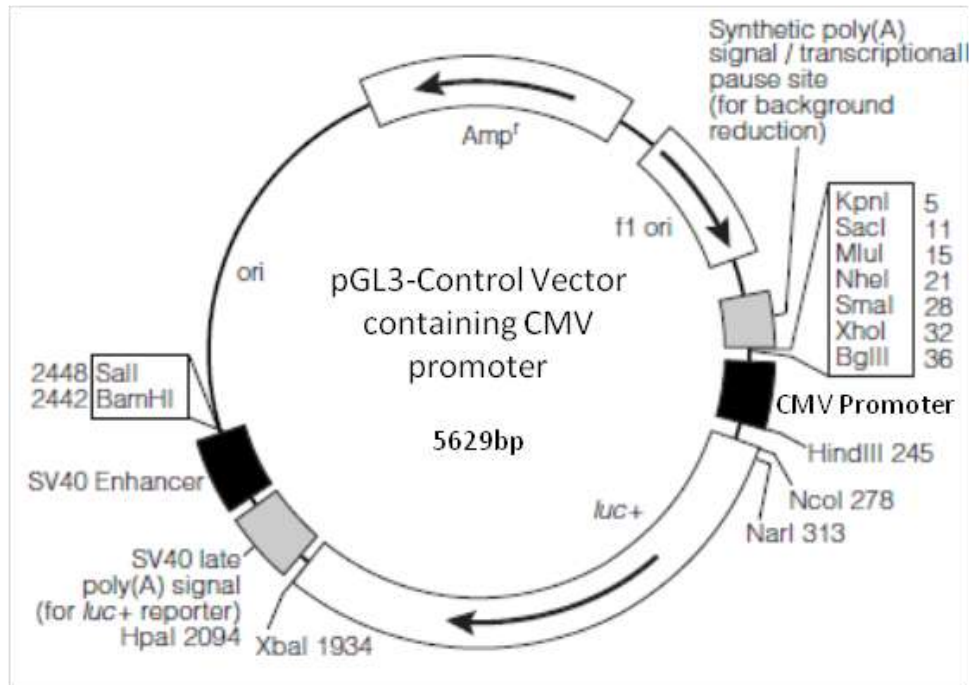 Synthetic poly(A)
signal / transcriptionall
pause site
(for background
reduction)
Ampʳ
f1 ori
KpnI 5
SacI 11
MluI 15
NheI 21
SmaI 28
XhoI 32
BglII 36
ori
pGL3-Control Vector
containing CMV
promoter
5629bp
2448 SalI
2442 BamHI
CMV Promoter
HindIII 245
NcoI 278
NarI 313
SV40 Enhancer
luc+
SV40 late
poly(A) signal
(for luc+ reporter)
HpaI 2094
XbaI 1934